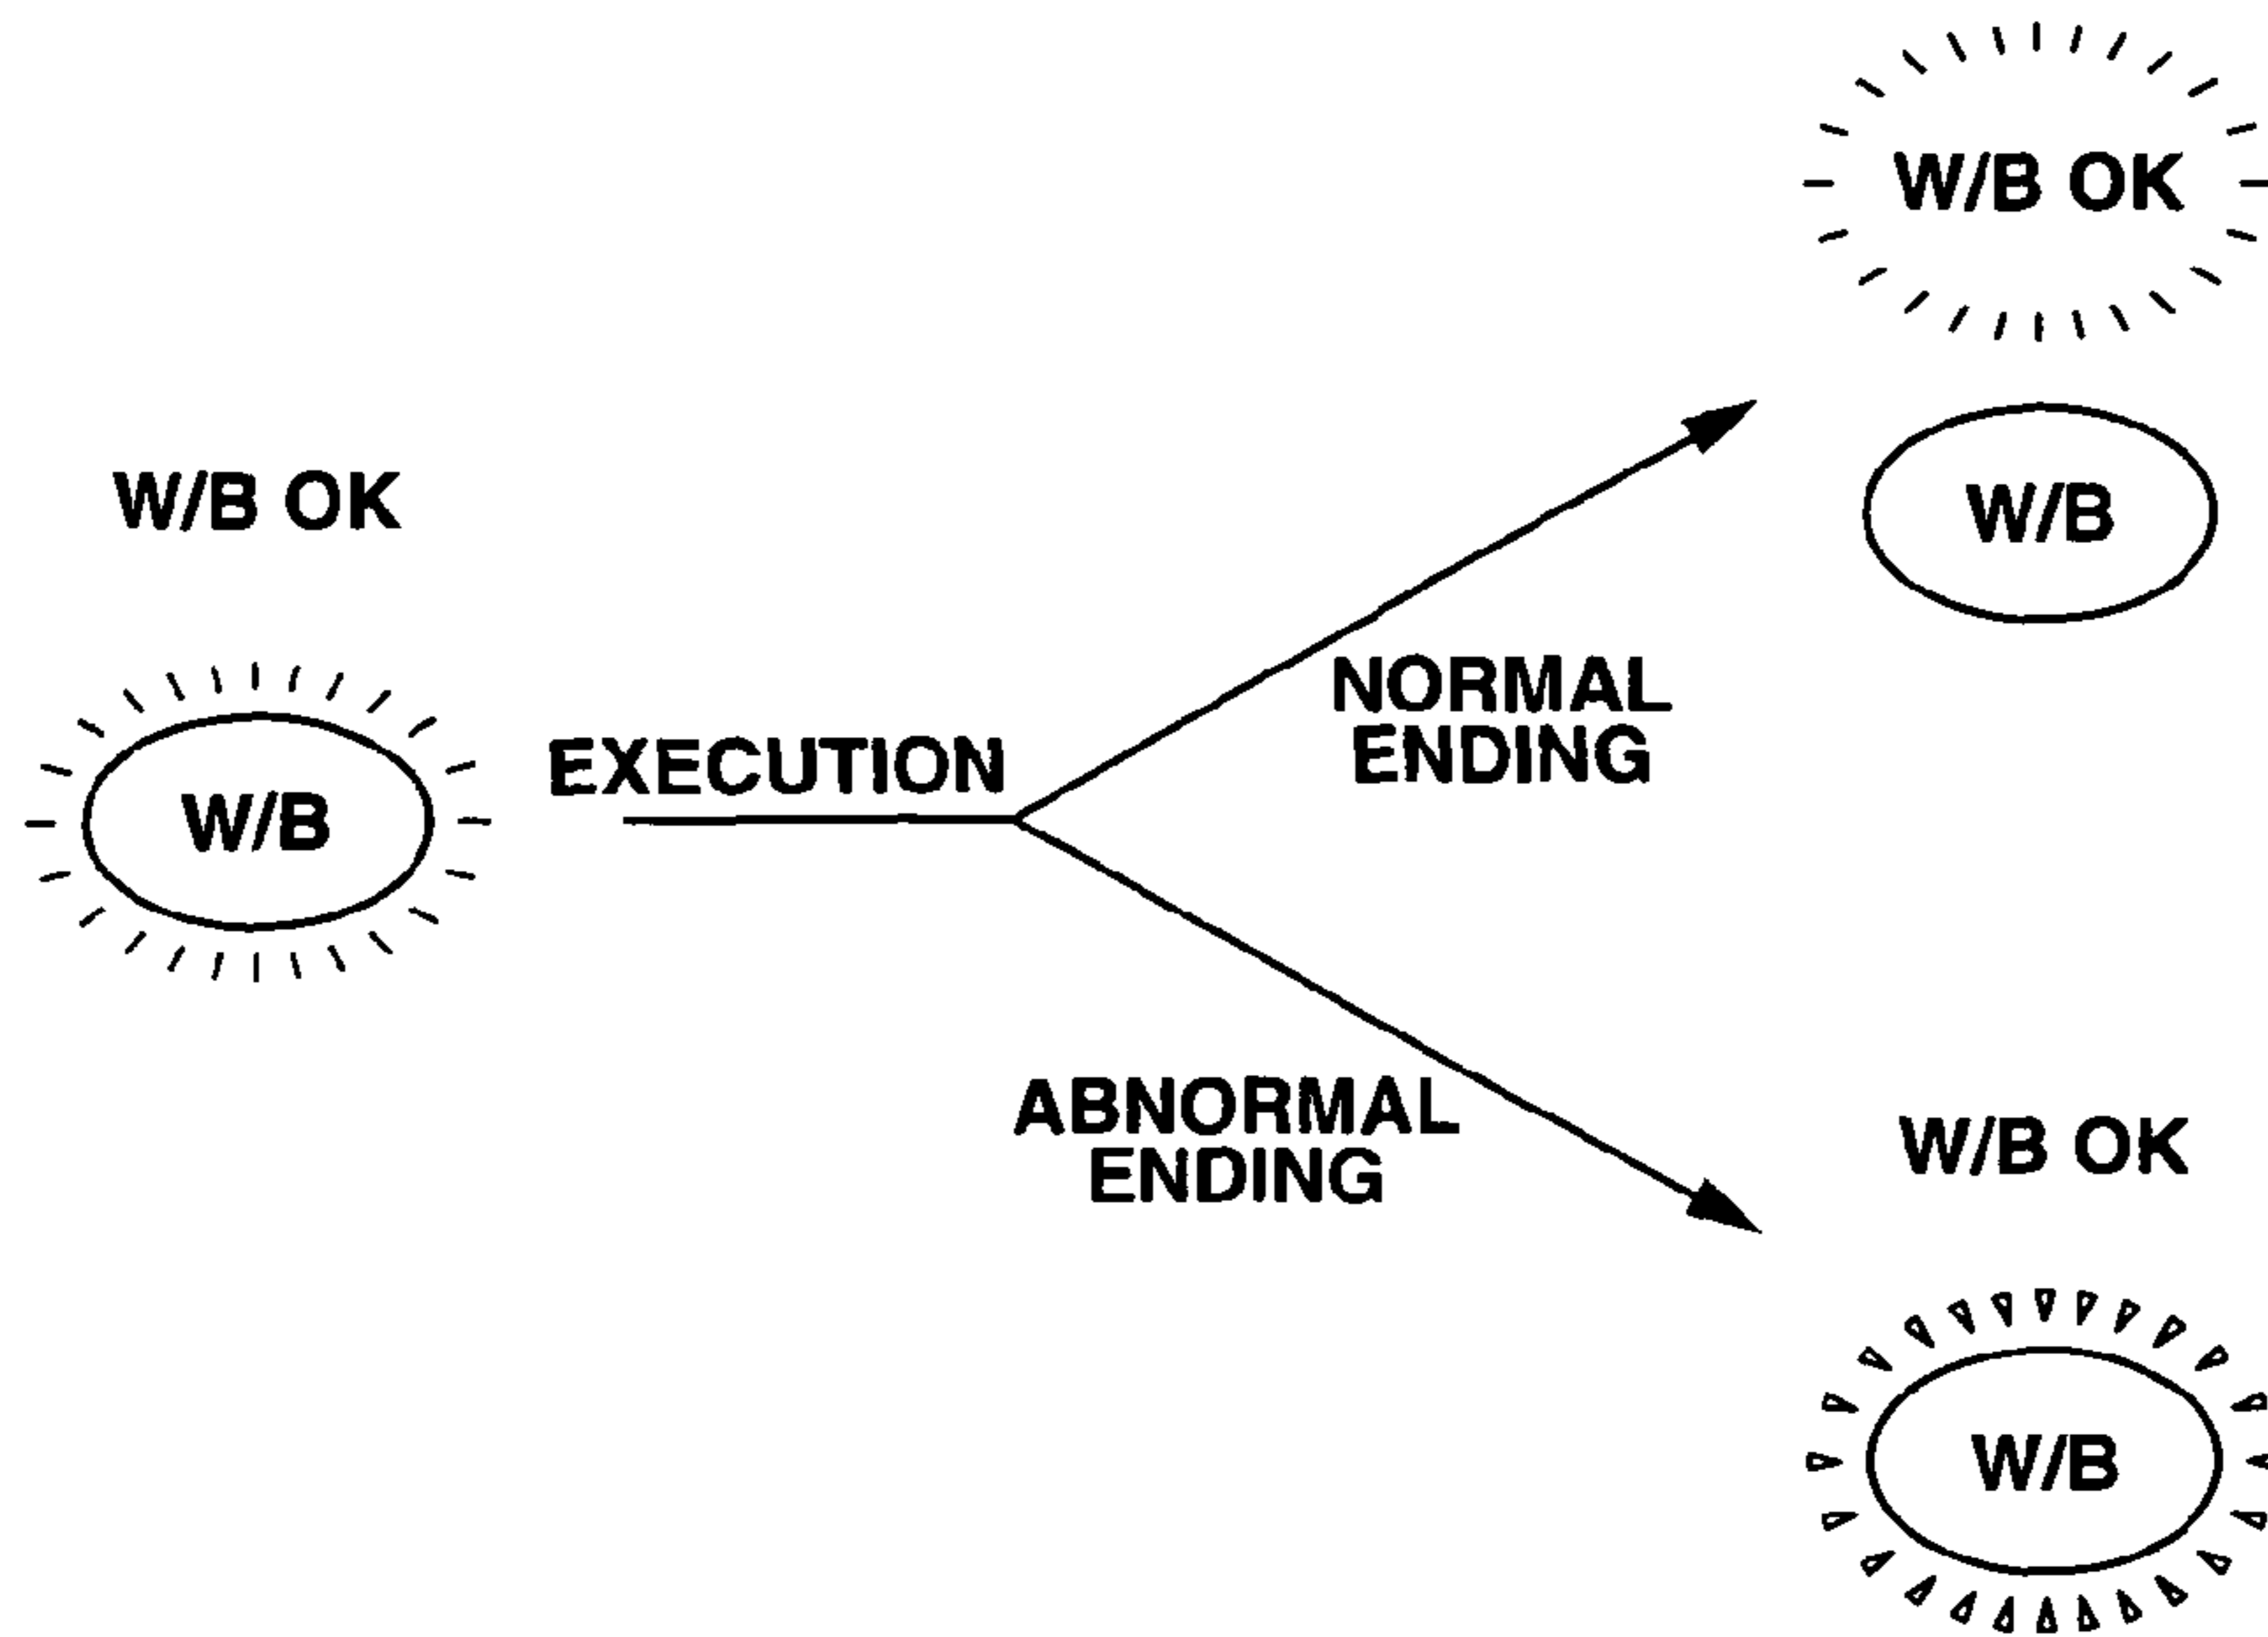 W/B OK
W/B
EXECUTION
NORMAL
ENDING
W/B OK
W/B
ABNORMAL
ENDING
W/B OK
W/B